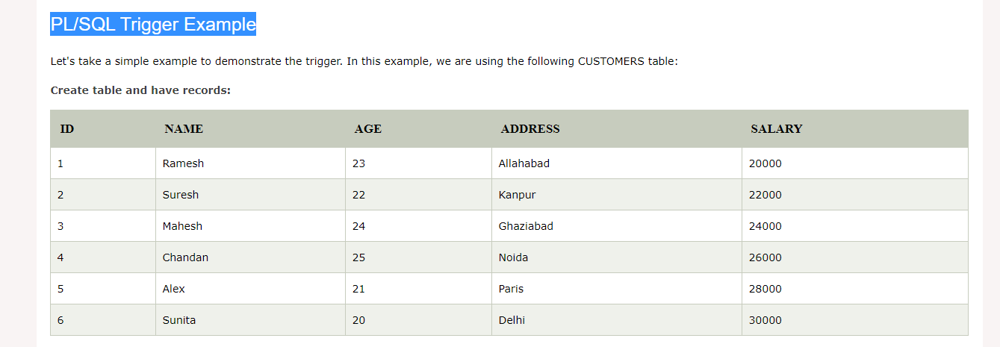 PL/SQL Trigger Example
Let's take a simple example to demonstrate the trigger. In this example, we are using the following CUSTOMERS table:
Create table and have records:
ID NAME AGE ADDRESS SALARY
1 Ramesh 23 Allahabad 20000
2 Suresh 22 Kanpur 22000
3 Mahesh 24 Ghaziabad 24000
4 Chandan 25 Noida 26000
5 Alex 21 Paris 28000
6 Sunita 20 Delhi 30000